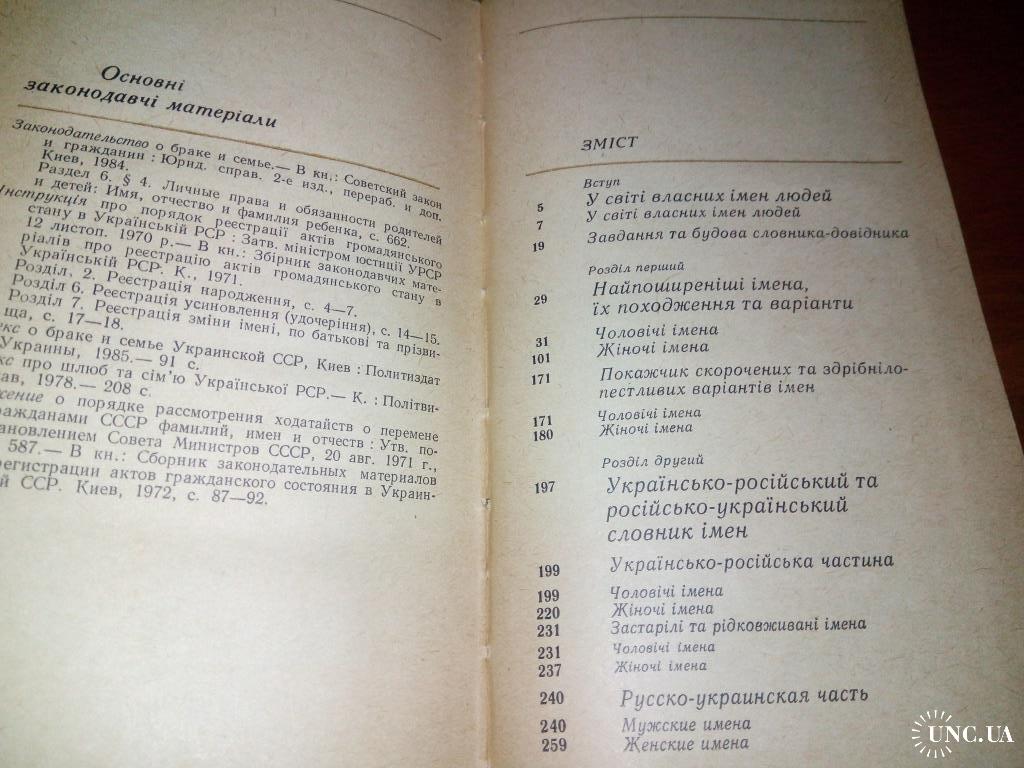 Основні
законодавчі матеріали
Законодательство о браке и семье.— В кн.: Советский закон
и гражданин : Юрид. справ. 2-е изд., перераб. и доп.
Киев, 1984.
Раздел 6. § 4. Личные права и обязанности родителей
и детей: Имя, отчество и фамилия ребенка, с. 662.
нструкція про порядок реєстрації актів громадянського
стану в Українській РСР : Затв. міністром юстиції УРСР
12 листоп. 1970 р.— В кн.: Збірник законодавчих мате-
ріалів про реєстрацію актів громадянського стану в
Українській РСР. К., 1971.
Розділ, 2. Реєстрація народження, с. 4—7.
Розділ 6. Реєстрація усиновлення (удочеріння), с. 14—15.
Розділ 7. Реєстрація зміни імені, по батькові та прізви-
ща, с. 17—18.
екс о браке и семье Украинской ССР, Киев : Политиздат
Украины, 1985.— 91 с.
кс про шлюб та сім’ю Української РСР.— К. : Політви-
ав, 1978.— 208 с.
жение о порядке рассмотрения ходатайств о перемене
ражданами СССР фамилий, имен и отчеств : Утв. по-
ановлением Совета Министров СССР, 20 авг. 1971 г.,
587.— В кн.: Сборник законодательных материалов
регистрации актов гражданского состояния в Украин-
й ССР. Киев, 1972, с. 87—92.
ЗМІСТ
Вступ
5 У світі власних імен людей
7 У світі власних імен людей
19 Завдання та будова словника-довідника
Розділ перший
29 Найпоширеніші імена,
їх походження та варіанти
31 Чоловічі імена
101 Жіночі імена
171 Покажчик скорочених та здрібніло-
пестливих варіантів імен
171 Чоловічі імена
180 Жіночі імена
Розділ другий
197 Українсько-російський та
російсько-український
словник імен
199 Українсько-російська частина
199 Чоловічі імена
220 Жіночі імена
231 Застарілі та рідковживані імена
231 Чоловічі імена
237 Жіночі імена
240 Русско-украинская часть
240 Мужские имена
259 Женские имена
UNC.UA